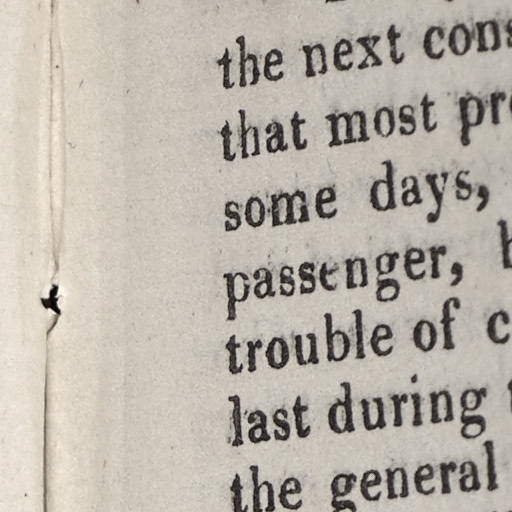 the next cons
that most pr
some days,
passenger,
trouble of c
last during
the general